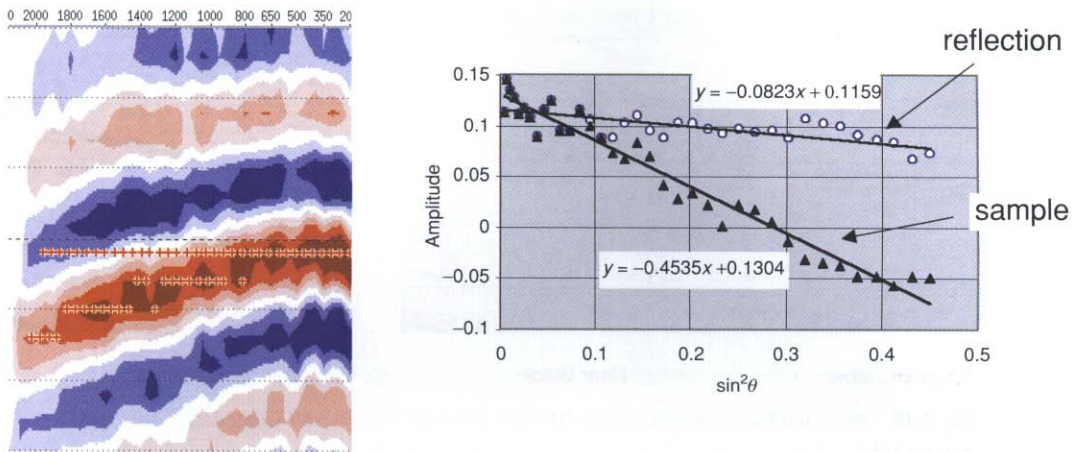 0 2000 1800 1600 1400 1200 1000 800 650 500 350 20
reflection
0.15
y = –0.0823x + 0.1159
0.1
0.05
sample
0
Amplitude
–0.05
y = –0.4535x + 0.1304
–0.1
0 0.1 0.2 0.3 0.4 0.5
sin²θ